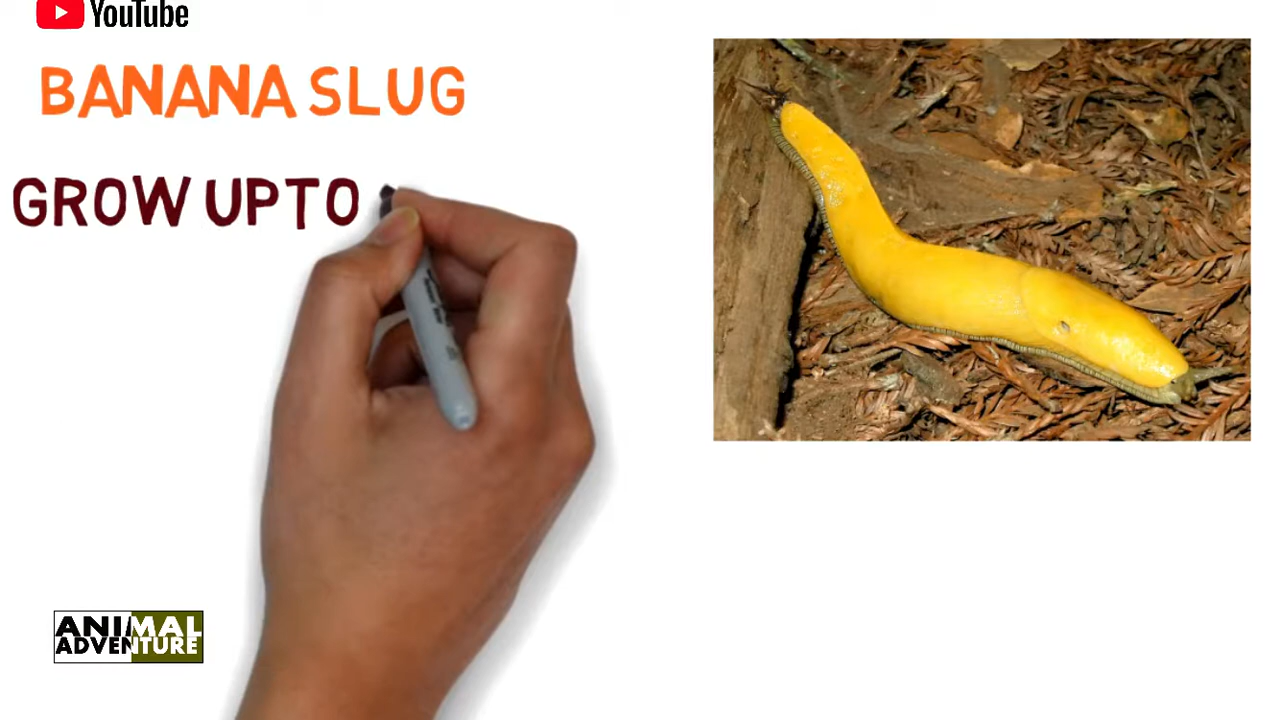 YouTube
BANANA SLUG
GROW UPTO
ANIMAL
ADVENTURE